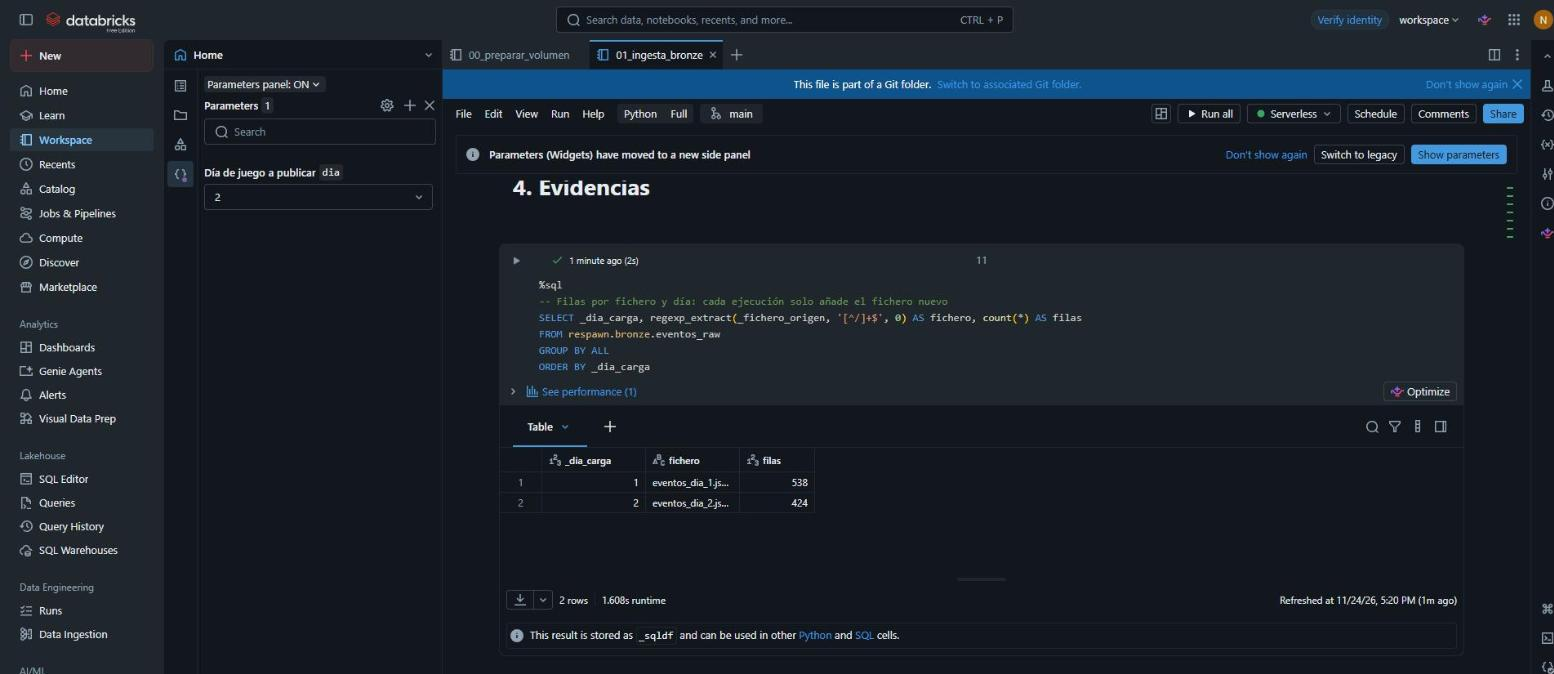 databricks
Free Edition
Search data, notebooks, recents, and more...
CTRL + P
Verify identity
workspace
N
New
Home
Learn
Workspace
Recents
Catalog
Jobs & Pipelines
Compute
Discover
Marketplace
Analytics
Dashboards
Genie Agents
Alerts
Visual Data Prep
Lakehouse
SQL Editor
Queries
Query History
SQL Warehouses
Data Engineering
Runs
Data Ingestion
AI/ML
Home
Parameters panel: ON
Parameters 1
Search
Día de juego a publicar dia
2
00_preparar_volumen
01_ingesta_bronze
This file is part of a Git folder. Switch to associated Git folder.
Don't show again
File Edit View Run Help Python Full main
Run all
Serverless
Schedule
Comments
Share
Parameters (Widgets) have moved to a new side panel
Don't show again
Switch to legacy
Show parameters
4. Evidencias
1 minute ago (2s)
11
%sql
-- Filas por fichero y día: cada ejecución solo añade el fichero nuevo
SELECT _dia_carga, regexp_extract(_fichero_origen, '[^/]+$', 0) AS fichero, count(*) AS filas
FROM respawn.bronze.eventos_raw
GROUP BY ALL
ORDER BY _dia_carga
See performance (1)
Optimize
Table
_dia_carga fichero filas
1 1 eventos_dia_1.js... 538
2 2 eventos_dia_2.js... 424
2 rows 1.608s runtime
Refreshed at 11/24/26, 5:20 PM (1m ago)
This result is stored as _sqldf and can be used in other Python and SQL cells.